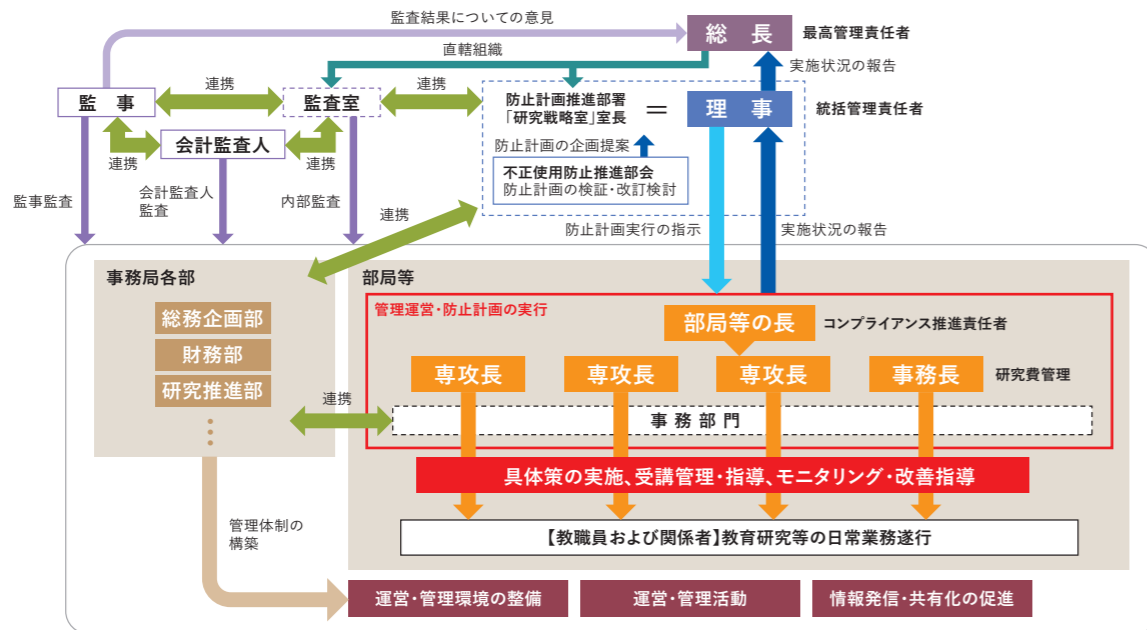 監査結果についての意見
総長
最高管理責任者
直轄組織
実施状況の報告
連携
連携
監事
監査室
防止計画推進部署
「研究戦略室」室長
＝
理事
統括管理責任者
会計監査人
連携
連携
防止計画の企画提案
不正使用防止推進部会
防止計画の検証・改訂検討
監事監査
会計監査人
監査
内部監査
連携
防止計画実行の指示
実施状況の報告
事務局各部
総務企画部
財務部
研究推進部
部局等
管理運営・防止計画の実行
部局等の長
コンプライアンス推進責任者
専攻長
専攻長
専攻長
事務長
研究費管理
連携
事務部門
具体策の実施、受講管理・指導、モニタリング・改善指導
【教職員および関係者】教育研究等の日常業務遂行
管理体制の
構築
運営・管理環境の整備
運営・管理活動
情報発信・共有化の促進